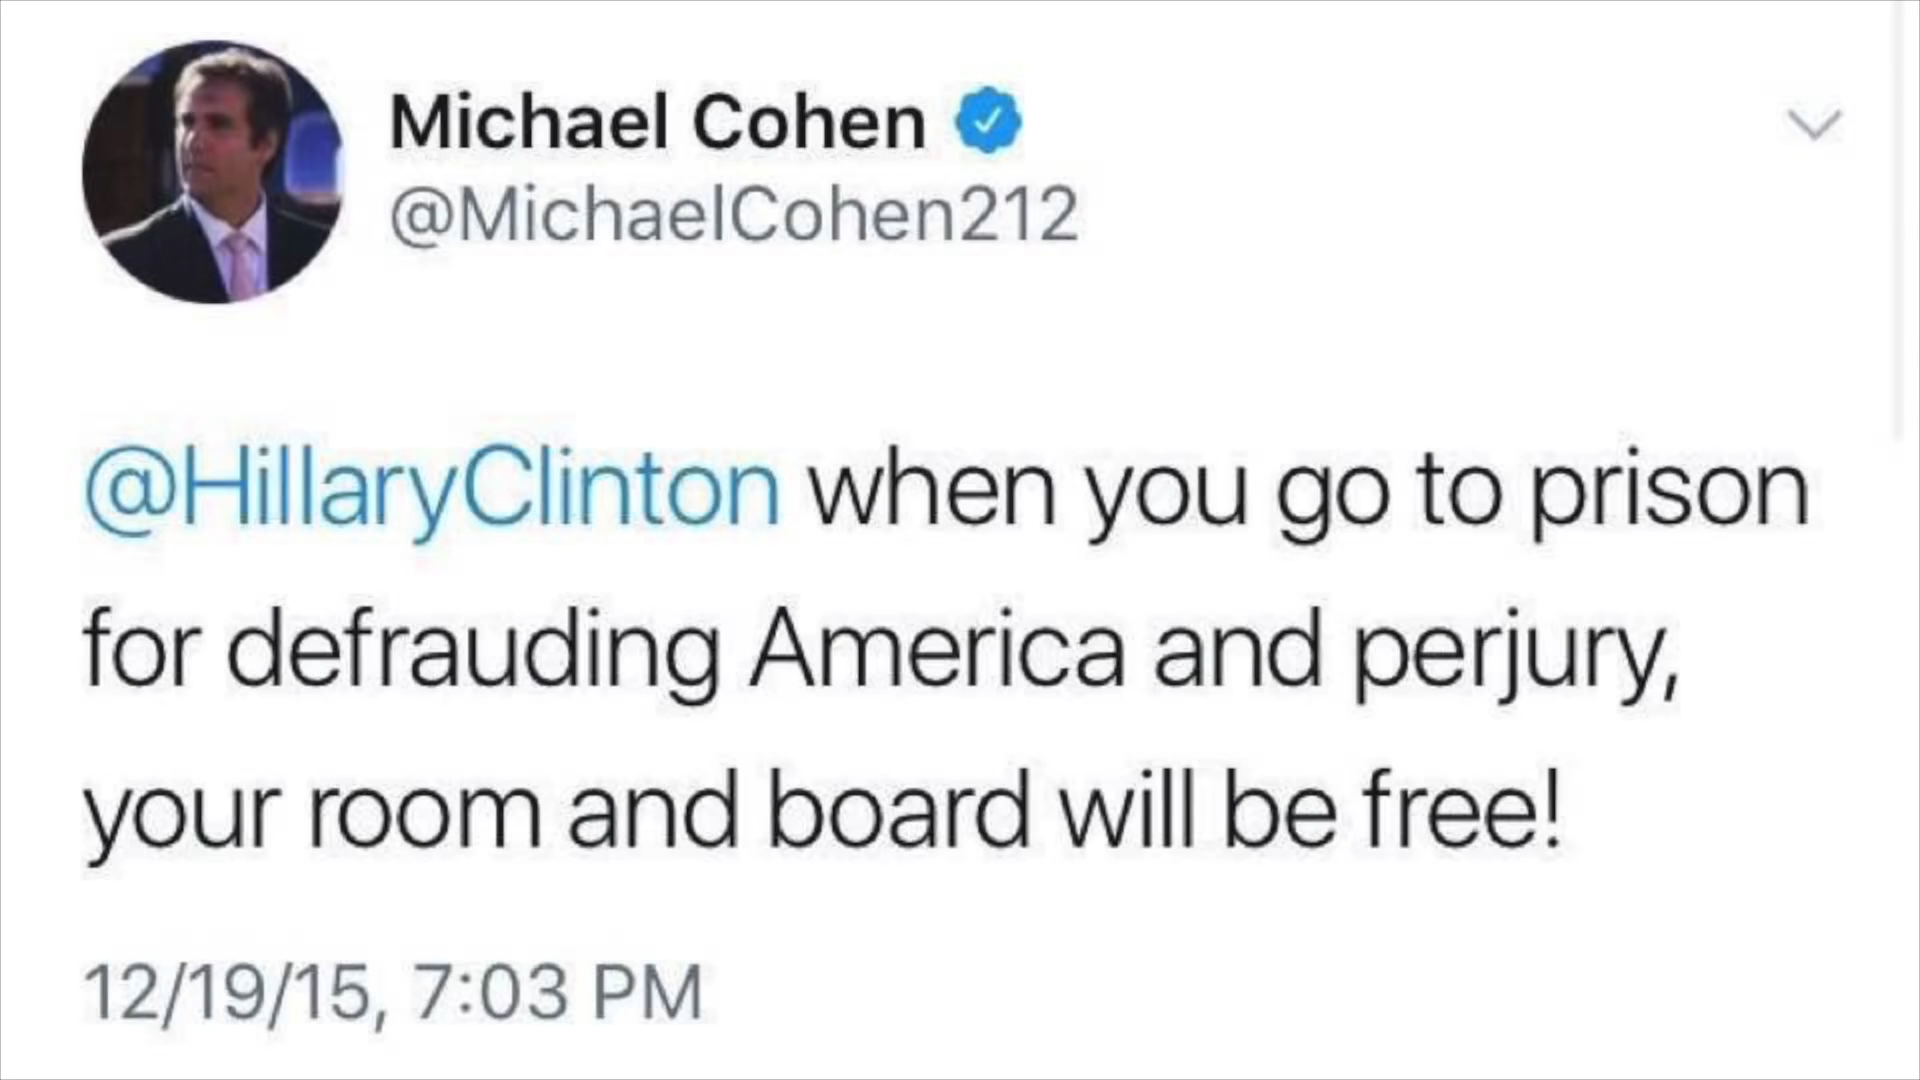 Michael Cohen
@MichaelCohen212
@HillaryClinton when you go to prison
for defrauding America and perjury,
your room and board will be free!
12/19/15, 7:03 PM